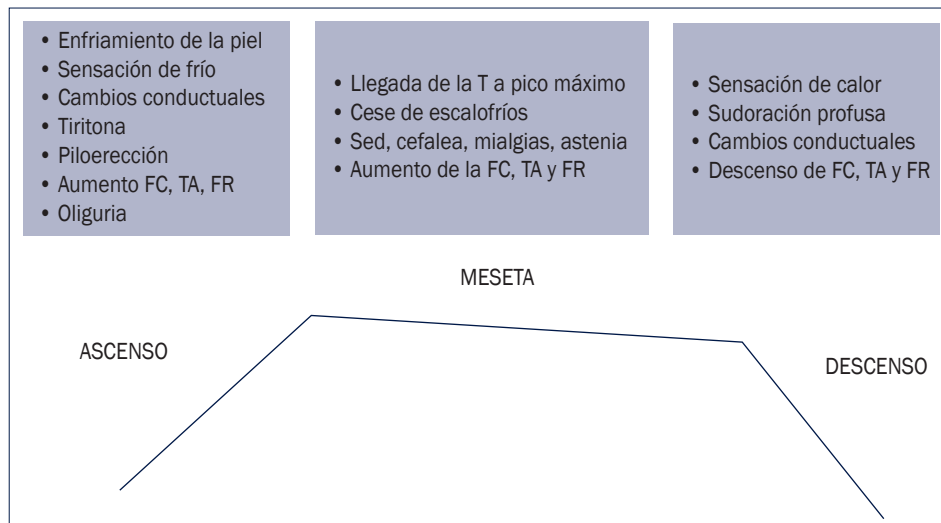 • Enfriamiento de la piel
• Sensación de frío
• Cambios conductuales
• Tiritona
• Piloerección
• Aumento FC, TA, FR
• Oliguria
• Llegada de la T a pico máximo
• Cese de escalofríos
• Sed, cefalea, mialgias, astenia
• Aumento de la FC, TA y FR
• Sensación de calor
• Sudoración profusa
• Cambios conductuales
• Descenso de FC, TA y FR
MESETA
ASCENSO
DESCENSO